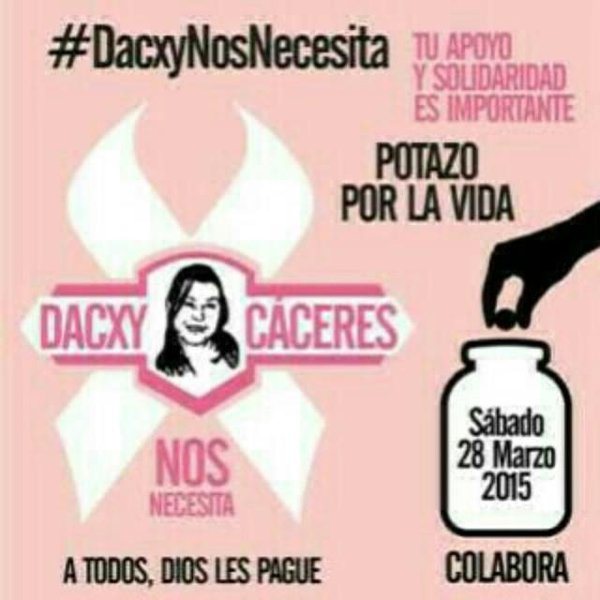 #DacxyNosNecesita
TU APOYO
Y SOLIDARIDAD
ES IMPORTANTE
POTAZO
POR LA VIDA
DACXY CÁCERES
NOS
NECESITA
Sábado
28 Marzo
2015
A TODOS, DIOS LES PAGUE
COLABORA